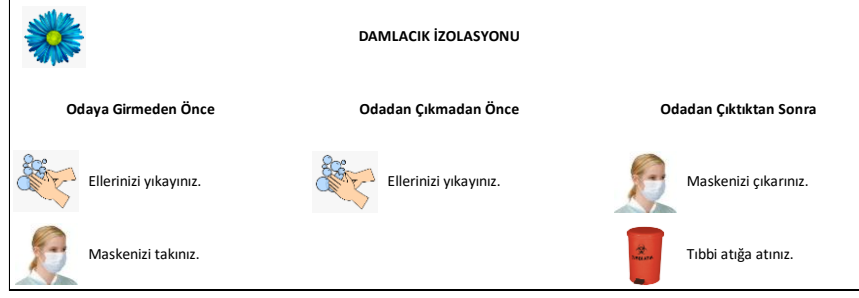 DAMLACIK İZOLASYONU
Odaya Girmeden Önce
Odadan Çıkmadan Önce
Odadan Çıktıktan Sonra
Ellerinizi yıkayınız.
Ellerinizi yıkayınız.
Maskenizi çıkarınız.
Maskenizi takınız.
Tıbbi atığa atınız.